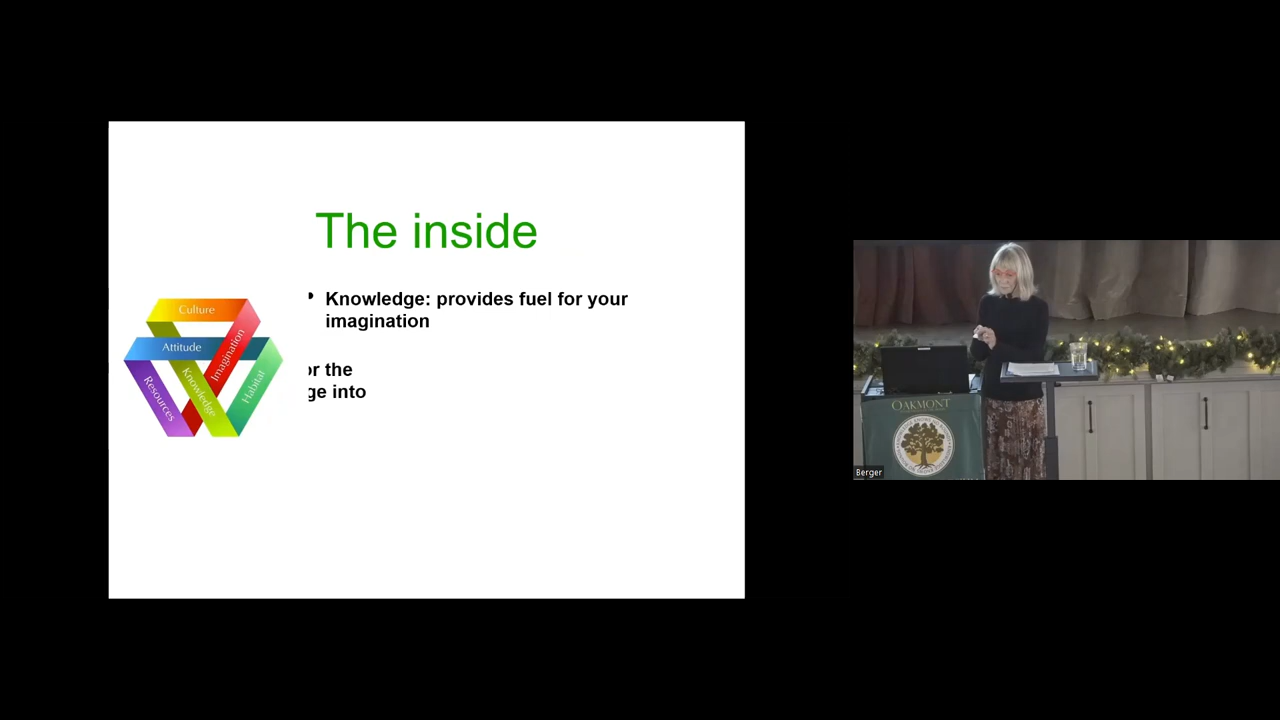 The inside
• Knowledge: provides fuel for your
imagination
or the
ge into
Culture
Attitude
Imagination
Resources
Knowledge
Habitat
OAKMONT
Berger